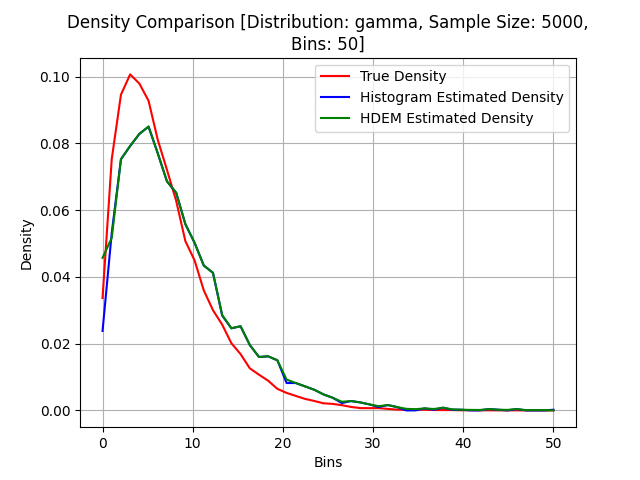 Density Comparison [Distribution: gamma, Sample Size: 5000,
Bins: 50]
True Density
Histogram Estimated Density
HDEM Estimated Density
Density
0.10
0.08
0.06
0.04
0.02
0.00
0 10 20 30 40 50
Bins